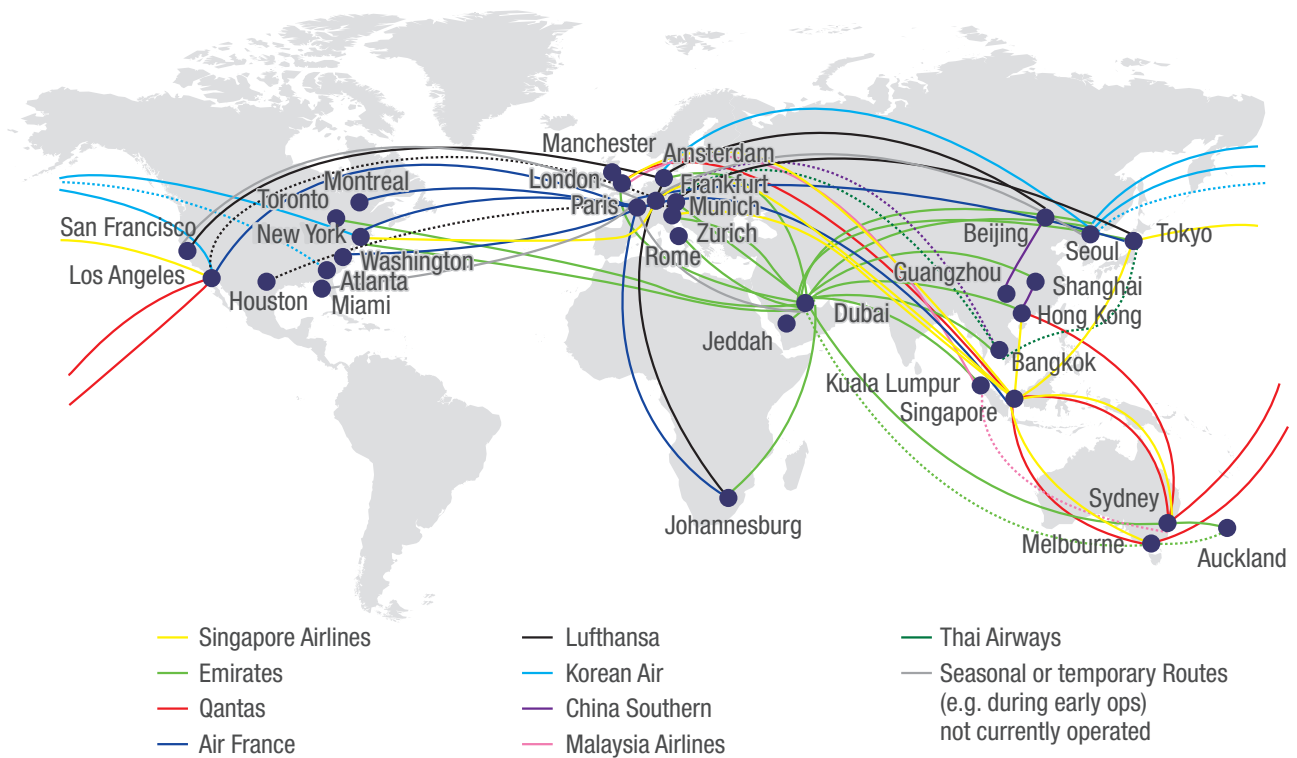 Manchester
Amsterdam
London
Frankfurt
Montreal
Toronto
Paris
Munich
San Francisco
New York
Zurich
Beijing
Tokyo
Seoul
Rome
Washington
Los Angeles
Guangzhou
Atlanta
Shanghai
Houston
Miami
Dubai
Hong Kong
Jeddah
Bangkok
Kuala Lumpur
Singapore
Sydney
Johannesburg
Melbourne
Auckland
Singapore Airlines
Emirates
Qantas
Air France
Lufthansa
Korean Air
China Southern
Malaysia Airlines
Thai Airways
Seasonal or temporary Routes
(e.g. during early ops)
not currently operated